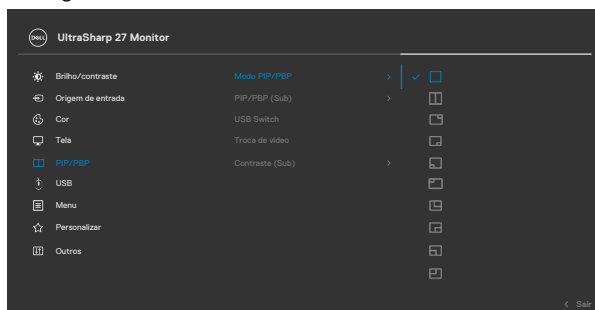 DELL UltraSharp 27 Monitor
Brilho/contraste Modo PIP/PBP
Origem de entrada PIP/PBP (Sub)
Cor USB Switch
Tela Troca de vídeo
PIP/PBP Contraste (Sub)
USB
Menu
Personalizar
Outros
Sair